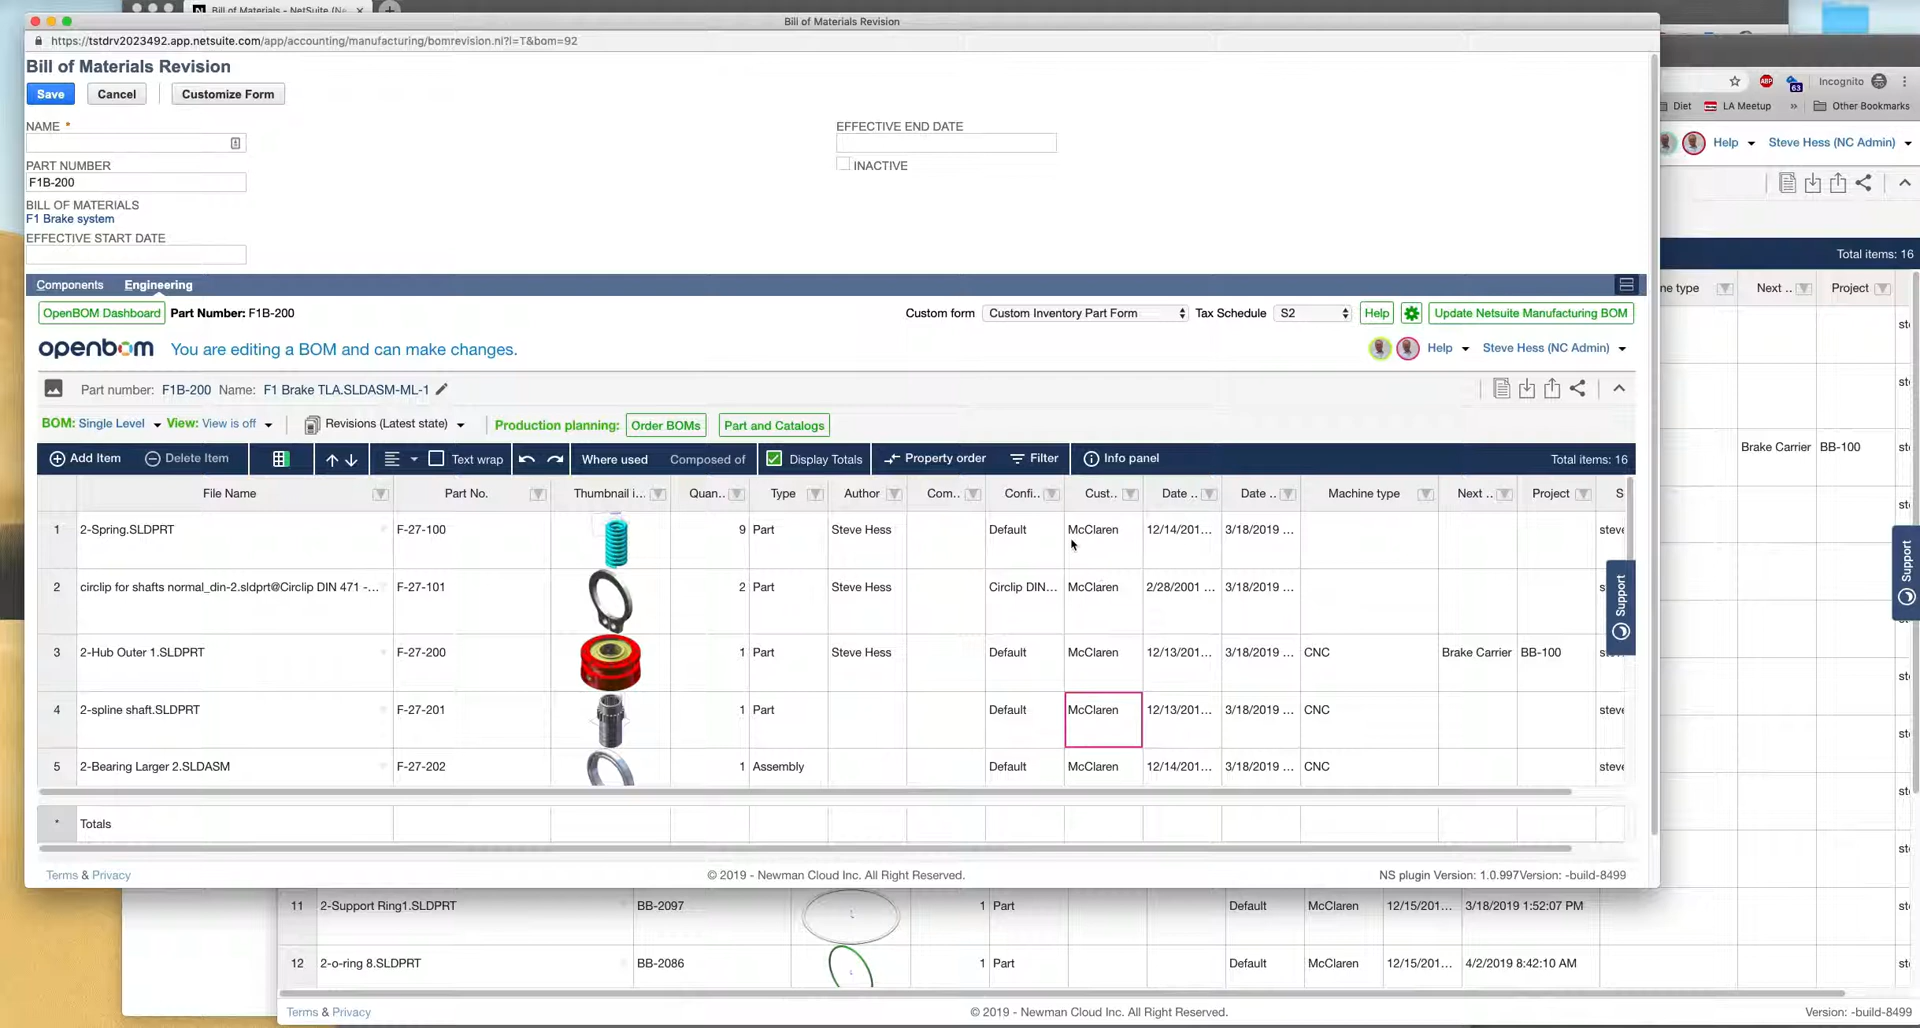 Bill of Materials - NetSuite (Ne
Bill of Materials Revision
https://tstdrv2023492.app.netsuite.com/app/accounting/manufacturing/bomrevision.nl?l=T&bom=92
Bill of Materials Revision
Save Cancel Customize Form
ABP 63 Incognito
Diet LA Meetup » Other Bookmarks
NAME * EFFECTIVE END DATE
Help Steve Hess (NC Admin)
PART NUMBER INACTIVE
F1B-200
BILL OF MATERIALS
F1 Brake system
EFFECTIVE START DATE
Total items: 16
Components Engineering
ne type Next .. Project
OpenBOM Dashboard Part Number: F1B-200 Custom form Custom Inventory Part Form Tax Schedule S2 Help Update Netsuite Manufacturing BOM
openbom You are editing a BOM and can make changes. Help Steve Hess (NC Admin)
Part number: F1B-200 Name: F1 Brake TLA.SLDASM-ML-1
BOM: Single Level View: View is off Revisions (Latest state) Production planning: Order BOMs Part and Catalogs
Brake Carrier BB-100
Add Item Delete Item Text wrap Where used Composed of Display Totals Property order Filter Info panel Total items: 16
File Name Part No. Thumbnail i... Quan.. Type Author Com.. Confi.. Cust.. Date .. Date .. Machine type Next .. Project S
1 2-Spring.SLDPRT F-27-100 9 Part Steve Hess Default McClaren 12/14/201... 3/18/2019 ... steve
2 circlip for shafts normal_din-2.sldprt@Circlip DIN 471 -... F-27-101 2 Part Steve Hess Circlip DIN... McClaren 2/28/2001 ... 3/18/2019 ... s
Support
Support
3 2-Hub Outer 1.SLDPRT F-27-200 1 Part Steve Hess Default McClaren 12/13/201... 3/18/2019 ... CNC Brake Carrier BB-100
4 2-spline shaft.SLDPRT F-27-201 1 Part Default McClaren 12/13/201... 3/18/2019 ... CNC steve
5 2-Bearing Larger 2.SLDASM F-27-202 1 Assembly Default McClaren 12/14/201... 3/18/2019 ... CNC steve
* Totals
Terms & Privacy © 2019 - Newman Cloud Inc. All Right Reserved. NS plugin Version: 1.0.997Version: -build-8499
11 2-Support Ring1.SLDPRT BB-2097 1 Part Default McClaren 12/15/201... 3/18/2019 1:52:07 PM
12 2-o-ring 8.SLDPRT BB-2086 1 Part Default McClaren 12/15/201... 4/2/2019 8:42:10 AM
Terms & Privacy © 2019 - Newman Cloud Inc. All Right Reserved. Version: -build-8499